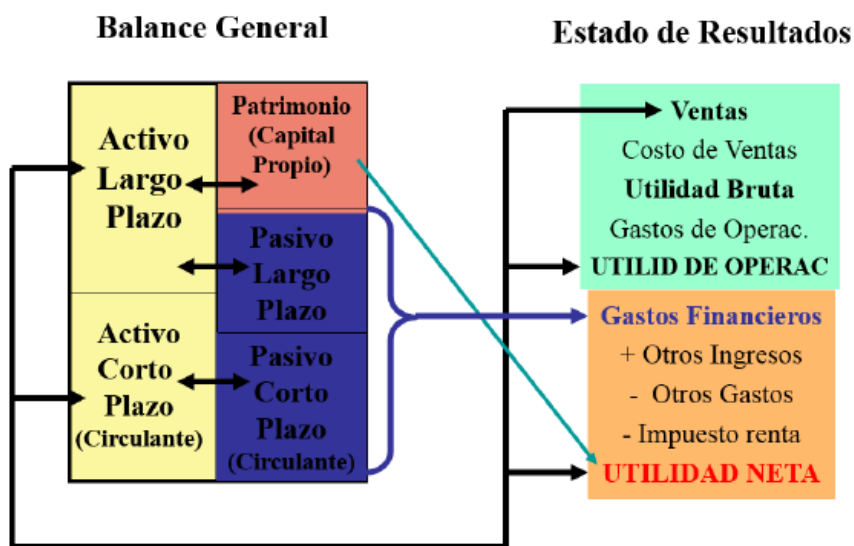 Balance General
Estado de Resultados
Activo
Largo
Plazo
Patrimonio
(Capital
Propio)
Pasivo
Largo
Plazo
Activo
Corto
Plazo
(Circulante)
Pasivo
Corto
Plazo
(Circulante)
Ventas
Costo de Ventas
Utilidad Bruta
Gastos de Operac.
UTILID DE OPERAC
Gastos Financieros
+ Otros Ingresos
- Otros Gastos
- Impuesto renta
UTILIDAD NETA